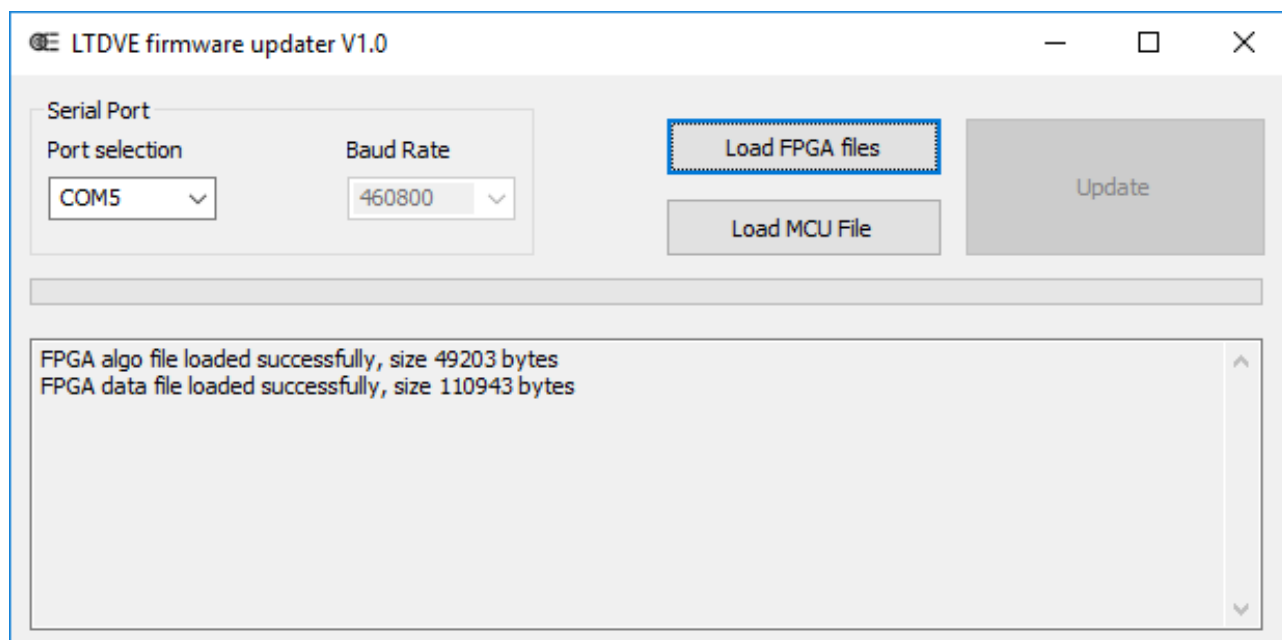 LTDVE firmware updater V1.0
Serial Port
Port selection
Baud Rate
COM5
460800
Load FPGA files
Load MCU File
Update
FPGA algo file loaded successfully, size 49203 bytes
FPGA data file loaded successfully, size 110943 bytes